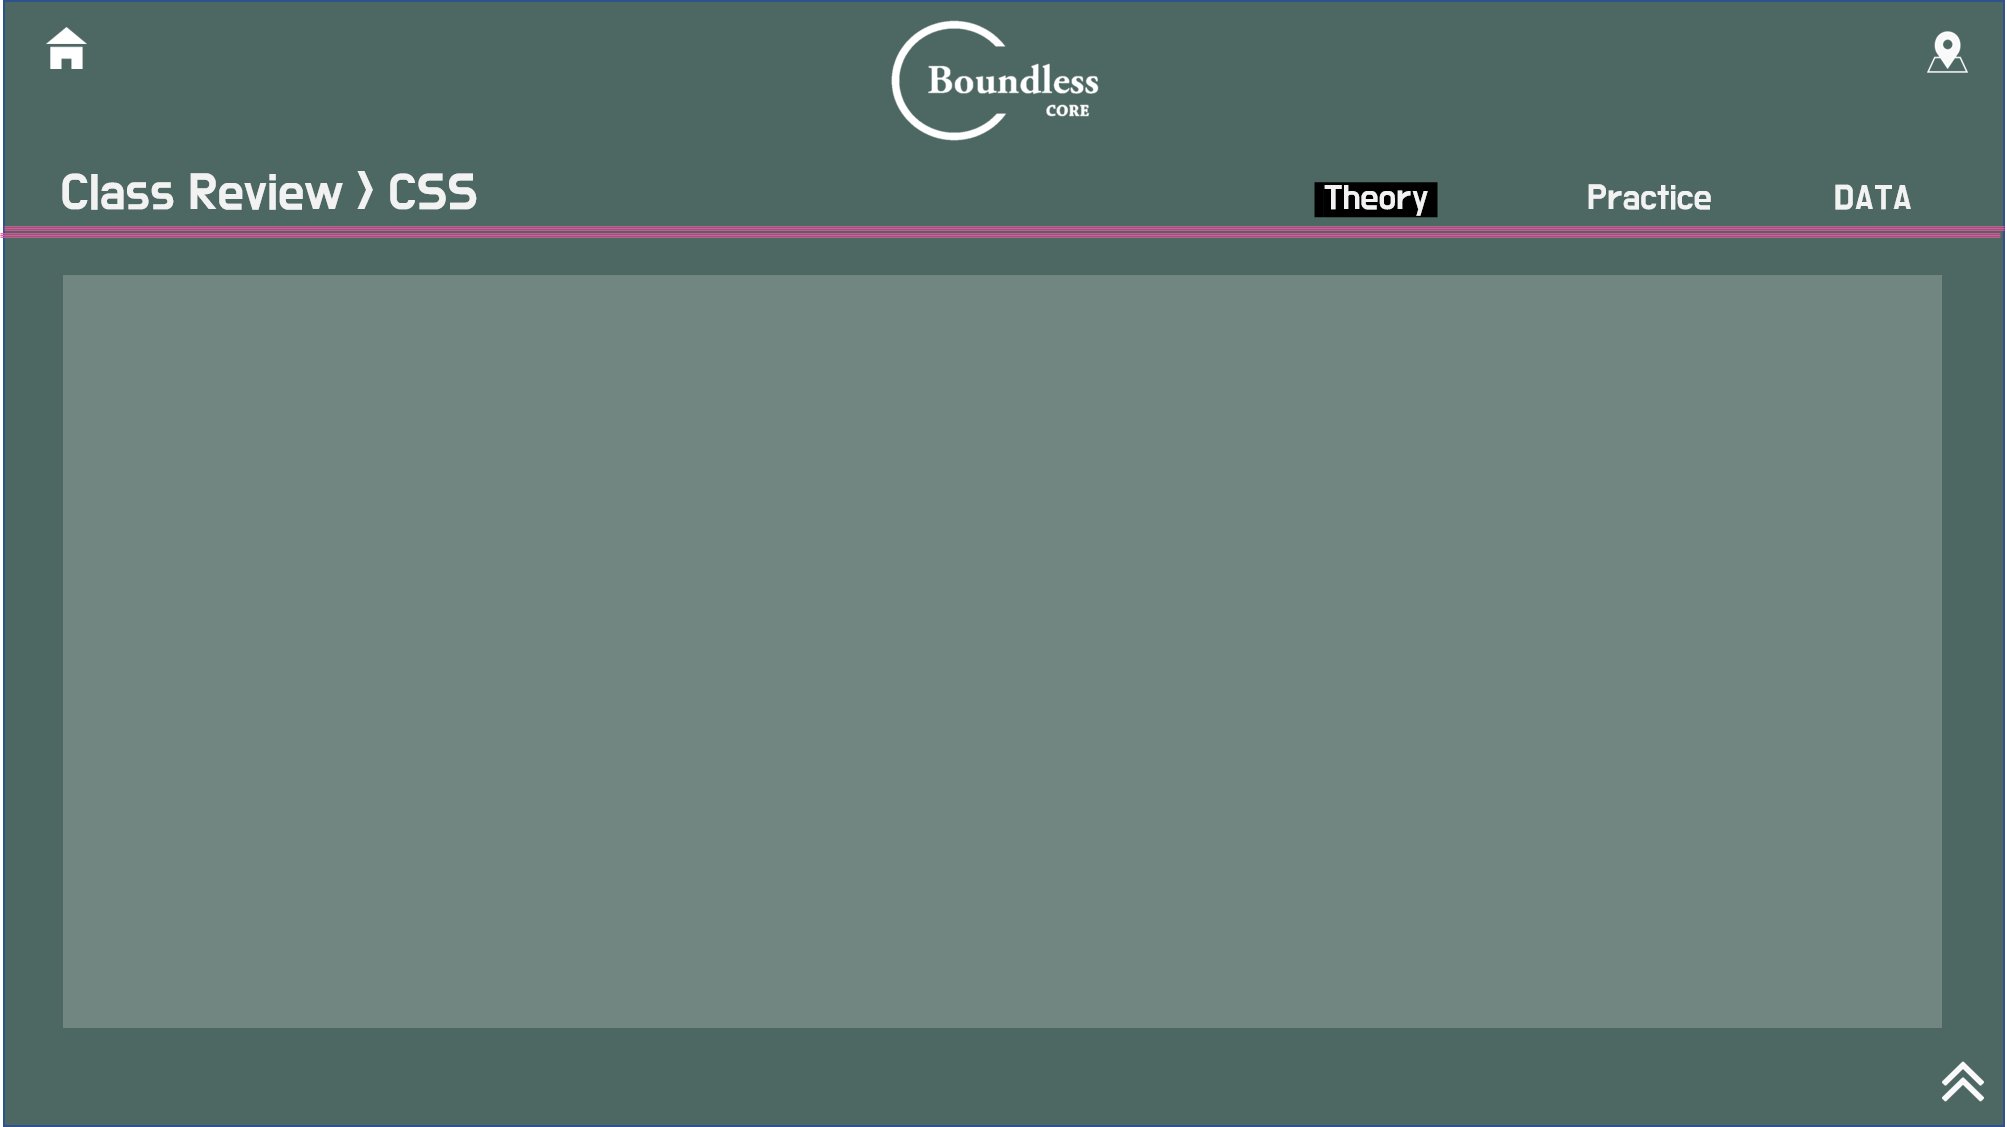 Boundless
CORE
Class Review > CSS
Theory
Practice
DATA